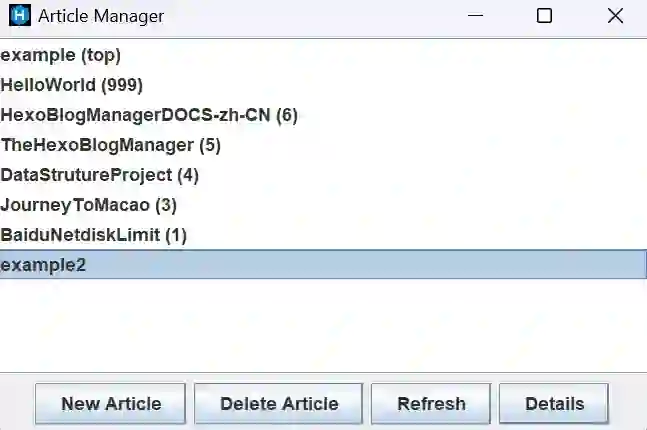 Article Manager
example (top)
HelloWorld (999)
HexoBlogManagerDOCS-zh-CN (6)
TheHexoBlogManager (5)
DataStrutureProject (4)
JourneyToMacao (3)
BaiduNetdiskLimit (1)
example2
New Article Delete Article Refresh Details